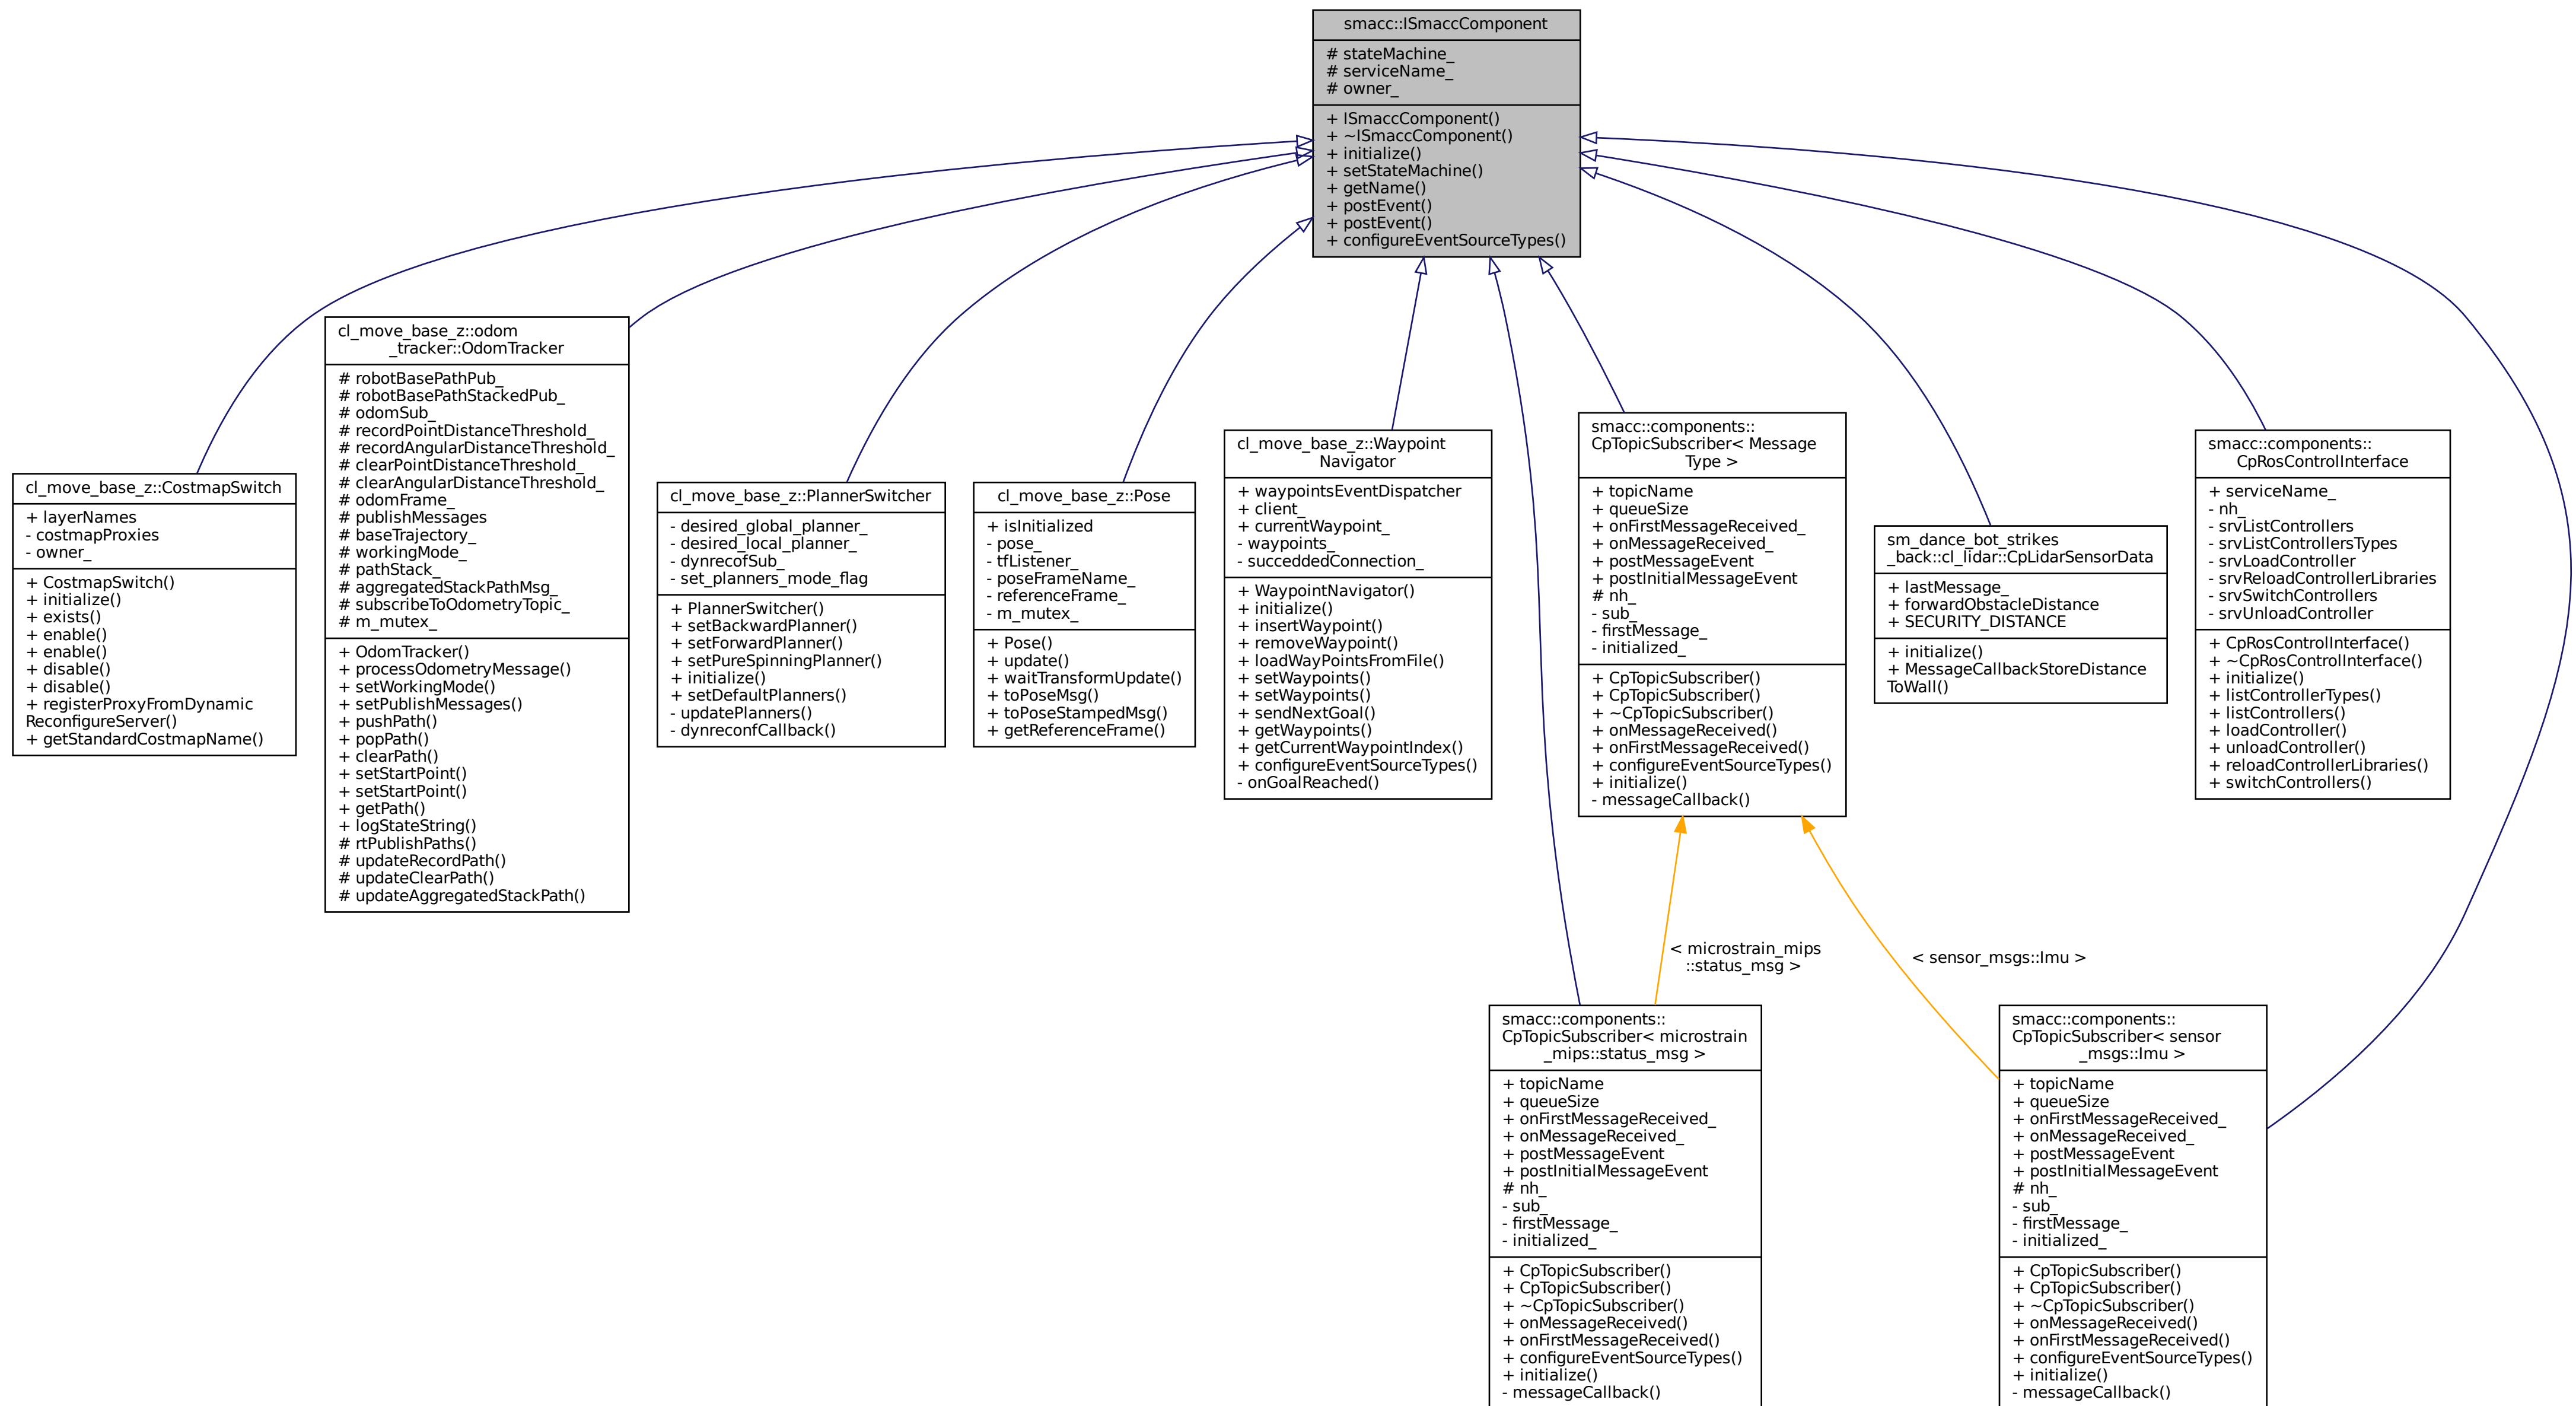 smacc::ISmaccComponent
# stateMachine_
# serviceName_
# owner_
+ ISmaccComponent()
+ ~ISmaccComponent()
+ initialize()
+ setStateMachine()
+ getName()
+ postEvent()
+ postEvent()
+ configureEventSourceTypes()
cl_move_base_z::CostmapSwitch
+ layerNames
- costmapProxies
- owner_
+ CostmapSwitch()
+ initialize()
+ exists()
+ enable()
+ enable()
+ disable()
+ disable()
+ registerProxyFromDynamic
ReconfigureServer()
+ getStandardCostmapName()
cl_move_base_z::odom
_tracker::OdomTracker
# robotBasePathPub_
# robotBasePathStackedPub_
# odomSub_
# recordPointDistanceThreshold_
# recordAngularDistanceThreshold_
# clearPointDistanceThreshold_
# clearAngularDistanceThreshold_
# odomFrame_
# publishMessages
# baseTrajectory_
# workingMode_
# pathStack_
# aggregatedStackPathMsg_
# subscribeToOdometryTopic_
# m_mutex_
+ OdomTracker()
+ processOdometryMessage()
+ setWorkingMode()
+ setPublishMessages()
+ pushPath()
+ popPath()
+ clearPath()
+ setStartPoint()
+ setStartPoint()
+ getPath()
+ logStateString()
# rtPublishPaths()
# updateRecordPath()
# updateClearPath()
# updateAggregatedStackPath()
cl_move_base_z::PlannerSwitcher
- desired_global_planner_
- desired_local_planner_
- dynrecofSub_
- set_planners_mode_flag
+ PlannerSwitcher()
+ setBackwardPlanner()
+ setForwardPlanner()
+ setPureSpinningPlanner()
+ initialize()
+ setDefaultPlanners()
- updatePlanners()
- dynreconfCallback()
cl_move_base_z::Pose
+ isInitialized
- pose_
- tfListener_
- poseFrameName_
- referenceFrame_
- m_mutex_
+ Pose()
+ update()
+ waitTransformUpdate()
+ toPoseMsg()
+ toPoseStampedMsg()
+ getReferenceFrame()
cl_move_base_z::Waypoint
Navigator
+ waypointsEventDispatcher
+ client_
+ currentWaypoint_
- waypoints_
- succeddedConnection_
+ WaypointNavigator()
+ initialize()
+ insertWaypoint()
+ removeWaypoint()
+ loadWayPointsFromFile()
+ setWaypoints()
+ setWaypoints()
+ sendNextGoal()
+ getWaypoints()
+ getCurrentWaypointIndex()
+ configureEventSourceTypes()
- onGoalReached()
smacc::components::
CpTopicSubscriber< Message
Type >
+ topicName
+ queueSize
+ onFirstMessageReceived_
+ onMessageReceived_
+ postMessageEvent
+ postInitialMessageEvent
# nh_
- sub_
- firstMessage_
- initialized_
+ CpTopicSubscriber()
+ CpTopicSubscriber()
+ ~CpTopicSubscriber()
+ onMessageReceived()
+ onFirstMessageReceived()
+ configureEventSourceTypes()
+ initialize()
- messageCallback()
sm_dance_bot_strikes
_back::cl_lidar::CpLidarSensorData
+ lastMessage_
+ forwardObstacleDistance
+ SECURITY_DISTANCE
+ initialize()
+ MessageCallbackStoreDistance
ToWall()
smacc::components::
CpRosControlInterface
+ serviceName_
- nh_
- srvListControllers
- srvListControllersTypes
- srvLoadController
- srvReloadControllerLibraries
- srvSwitchControllers
- srvUnloadController
+ CpRosControlInterface()
+ ~CpRosControlInterface()
+ initialize()
+ listControllerTypes()
+ listControllers()
+ loadController()
+ unloadController()
+ reloadControllerLibraries()
+ switchControllers()
< microstrain_mips
::status_msg >
< sensor_msgs::Imu >
smacc::components::
CpTopicSubscriber< microstrain
_mips::status_msg >
+ topicName
+ queueSize
+ onFirstMessageReceived_
+ onMessageReceived_
+ postMessageEvent
+ postInitialMessageEvent
# nh_
- sub_
- firstMessage_
- initialized_
+ CpTopicSubscriber()
+ CpTopicSubscriber()
+ ~CpTopicSubscriber()
+ onMessageReceived()
+ onFirstMessageReceived()
+ configureEventSourceTypes()
+ initialize()
- messageCallback()
smacc::components::
CpTopicSubscriber< sensor
_msgs::Imu >
+ topicName
+ queueSize
+ onFirstMessageReceived_
+ onMessageReceived_
+ postMessageEvent
+ postInitialMessageEvent
# nh_
- sub_
- firstMessage_
- initialized_
+ CpTopicSubscriber()
+ CpTopicSubscriber()
+ ~CpTopicSubscriber()
+ onMessageReceived()
+ onFirstMessageReceived()
+ configureEventSourceTypes()
+ initialize()
- messageCallback()